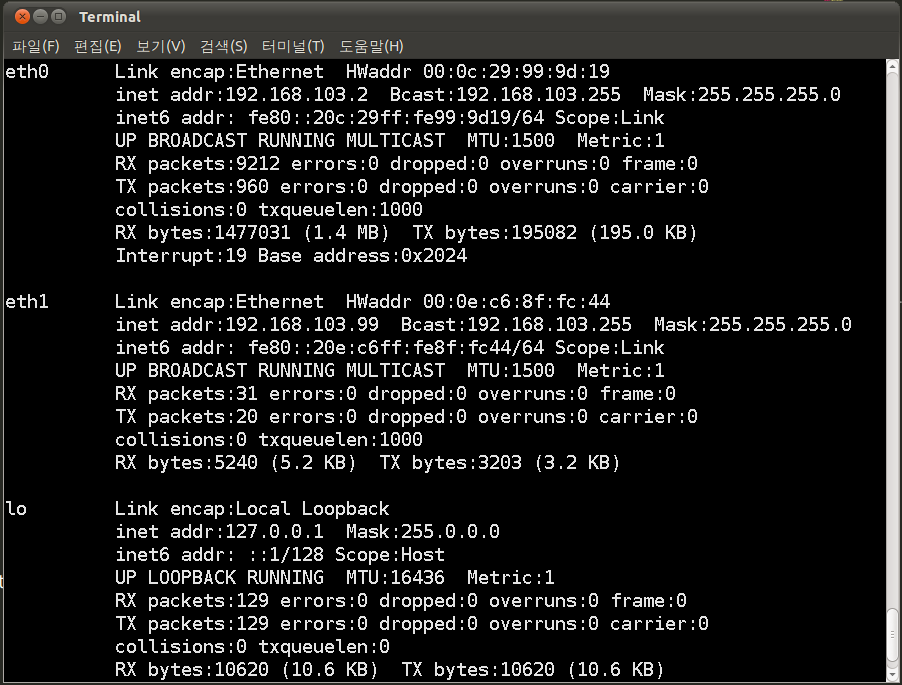 Terminal
파일(F) 편집(E) 보기(V) 검색(S) 터미널(T) 도움말(H)
eth0      Link encap:Ethernet  HWaddr 00:0c:29:99:9d:19
          inet addr:192.168.103.2  Bcast:192.168.103.255  Mask:255.255.255.0
          inet6 addr: fe80::20c:29ff:fe99:9d19/64 Scope:Link
          UP BROADCAST RUNNING MULTICAST  MTU:1500  Metric:1
          RX packets:9212 errors:0 dropped:0 overruns:0 frame:0
          TX packets:960 errors:0 dropped:0 overruns:0 carrier:0
          collisions:0 txqueuelen:1000
          RX bytes:1477031 (1.4 MB)  TX bytes:195082 (195.0 KB)
          Interrupt:19 Base address:0x2024

eth1      Link encap:Ethernet  HWaddr 00:0e:c6:8f:fc:44
          inet addr:192.168.103.99  Bcast:192.168.103.255  Mask:255.255.255.0
          inet6 addr: fe80::20e:c6ff:fe8f:fc44/64 Scope:Link
          UP BROADCAST RUNNING MULTICAST  MTU:1500  Metric:1
          RX packets:31 errors:0 dropped:0 overruns:0 frame:0
          TX packets:20 errors:0 dropped:0 overruns:0 carrier:0
          collisions:0 txqueuelen:1000
          RX bytes:5240 (5.2 KB)  TX bytes:3203 (3.2 KB)

lo        Link encap:Local Loopback
          inet addr:127.0.0.1  Mask:255.0.0.0
          inet6 addr: ::1/128 Scope:Host
          UP LOOPBACK RUNNING  MTU:16436  Metric:1
          RX packets:129 errors:0 dropped:0 overruns:0 frame:0
          TX packets:129 errors:0 dropped:0 overruns:0 carrier:0
          collisions:0 txqueuelen:0
          RX bytes:10620 (10.6 KB)  TX bytes:10620 (10.6 KB)